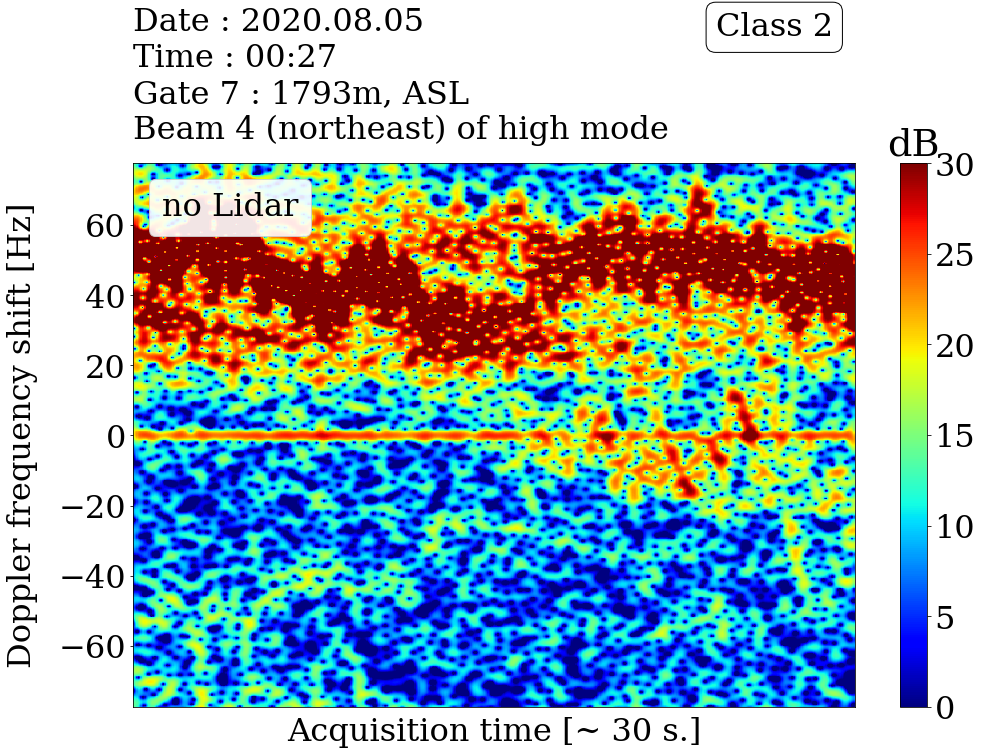 Date : 2020.08.05
Time : 00:27
Gate 7 : 1793m, ASL
Beam 4 (northeast) of high mode
Class 2
dB
no Lidar
Doppler frequency shift [Hz]
60
40
20
0
−20
−40
−60
30
25
20
15
10
5
0
Acquisition time [~ 30 s.]